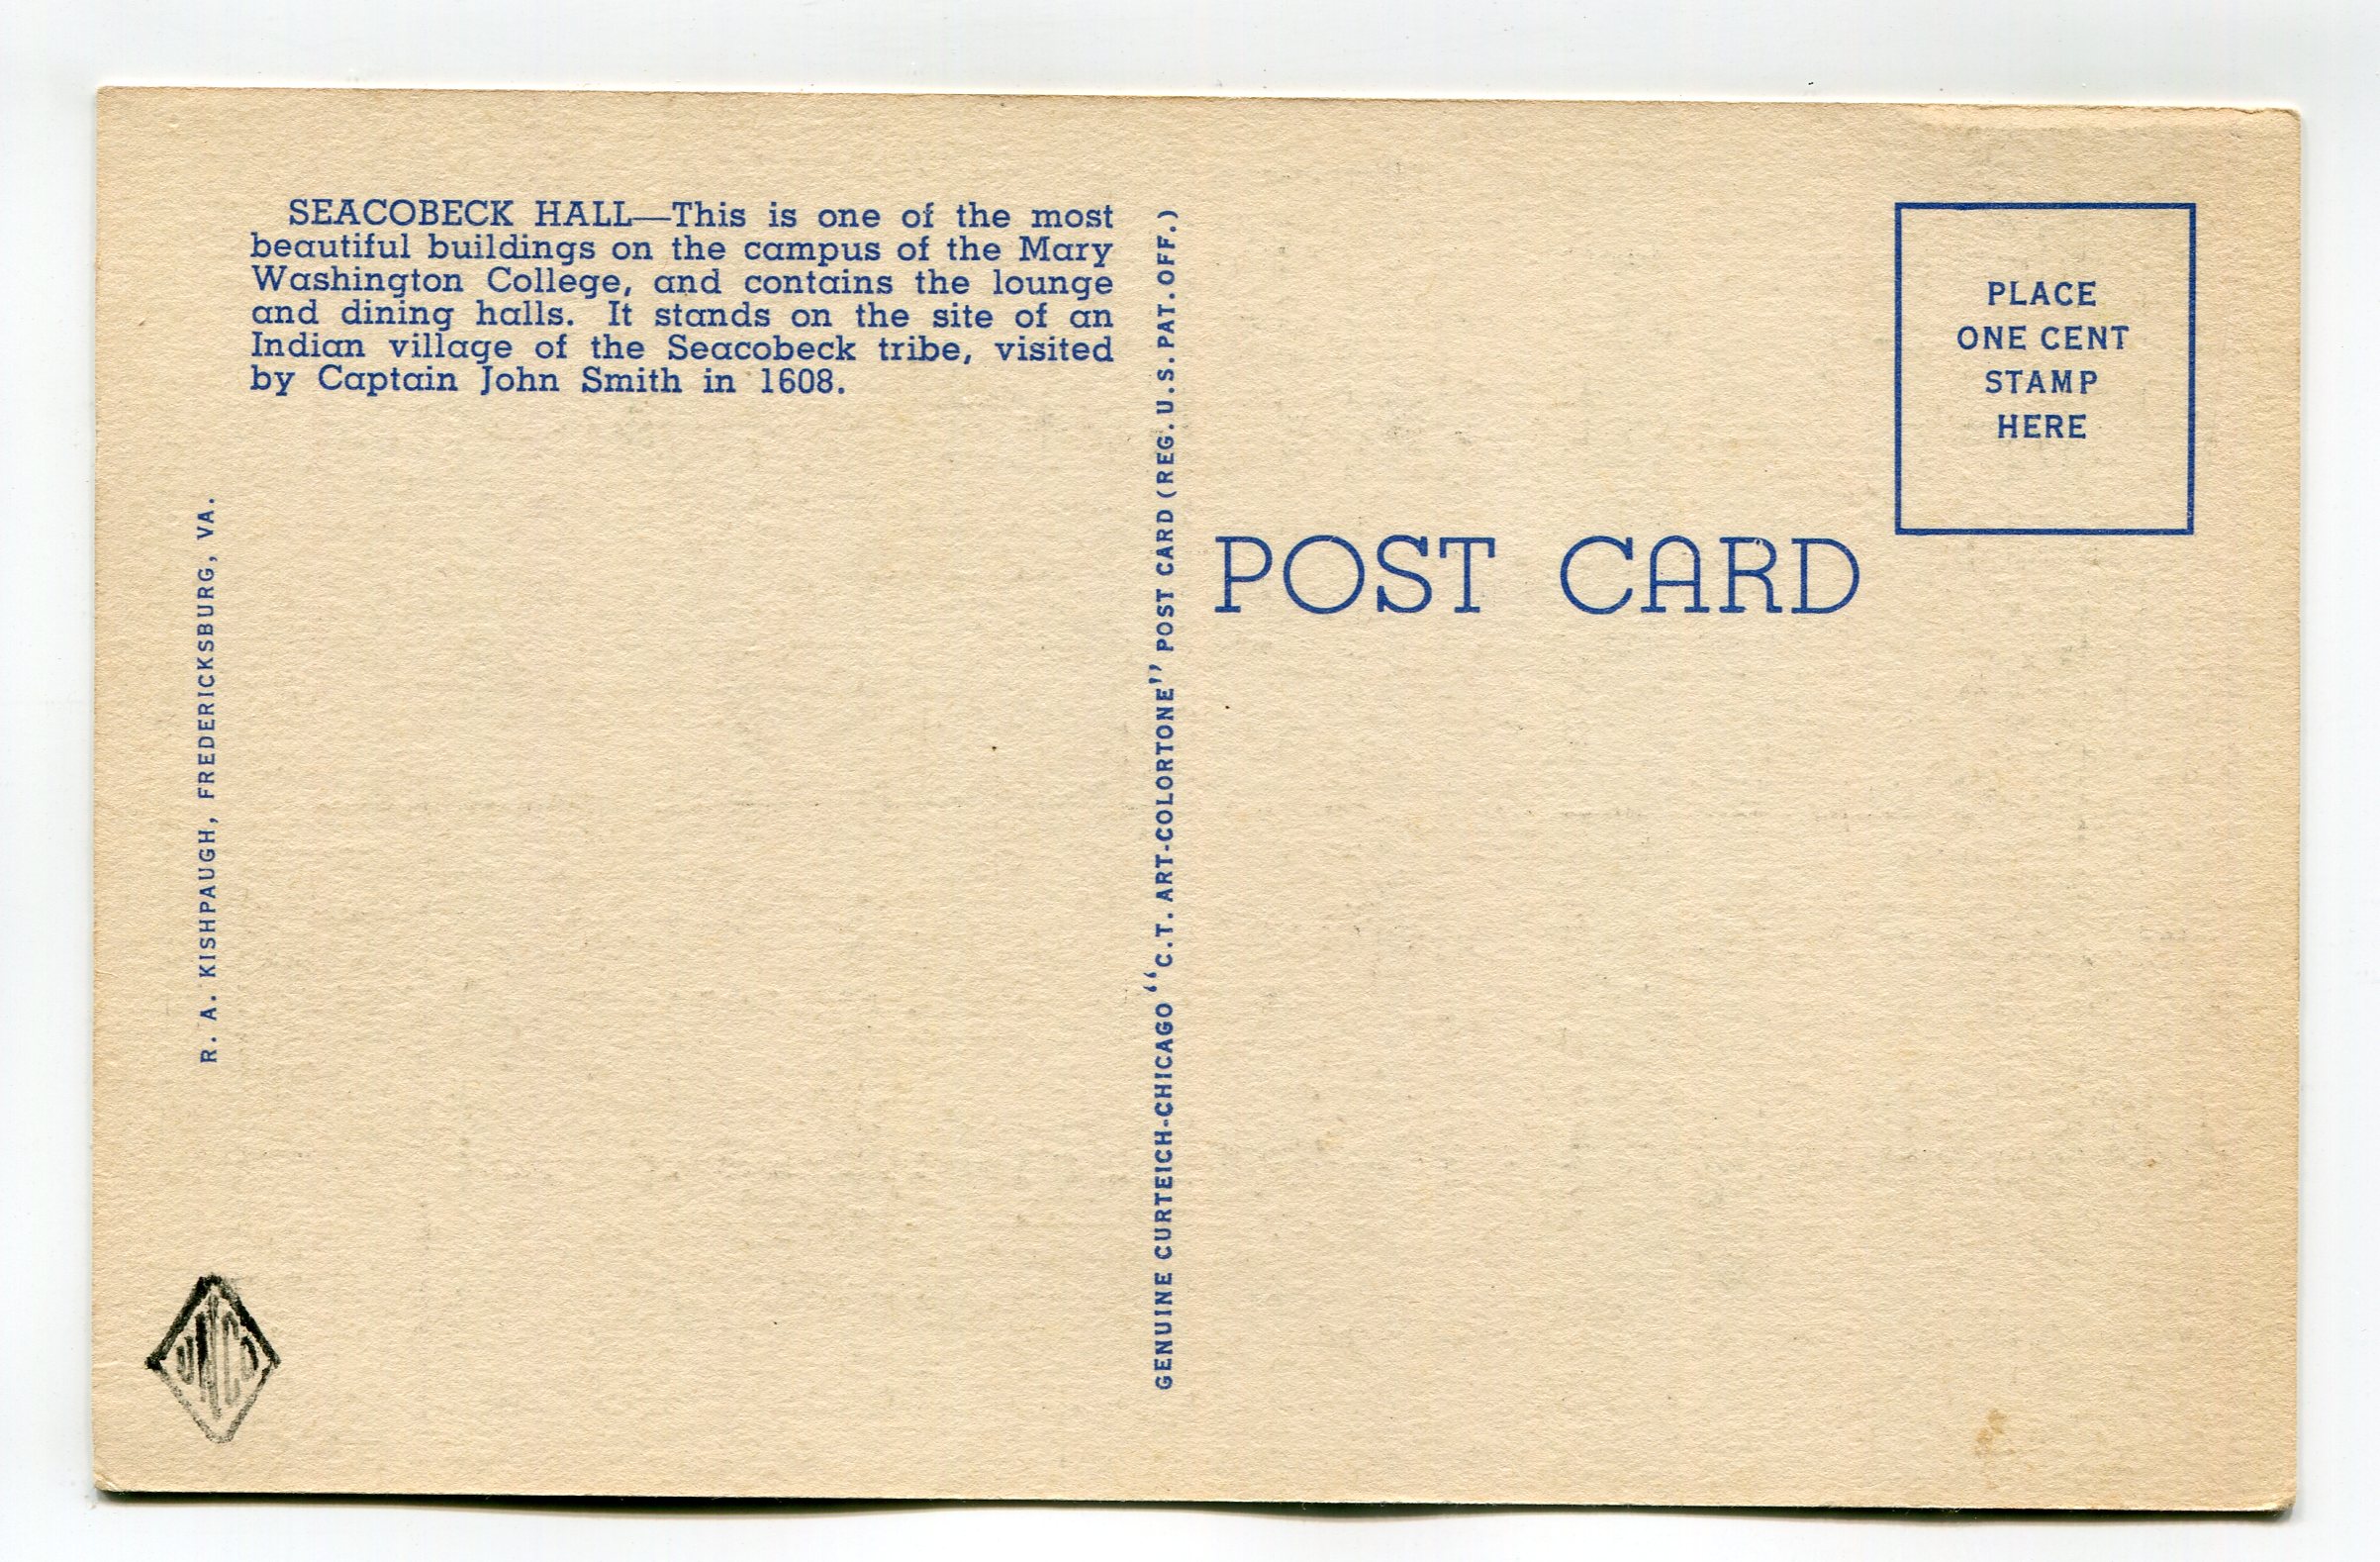 SEACOBECK HALL—This is one of the most
beautiful buildings on the campus of the Mary
Washington College, and contains the lounge
and dining halls. It stands on the site of an
Indian village of the Seacobeck tribe, visited
by Captain John Smith in 1608.
R. A. KISHPAUGH, FREDERICKSBURG, VA.
GENUINE CURTEICH-CHICAGO "C.T. ART-COLORTONE" POST CARD (REG. U.S. PAT. OFF.)
POST CARD
PLACE
ONE CENT
STAMP
HERE